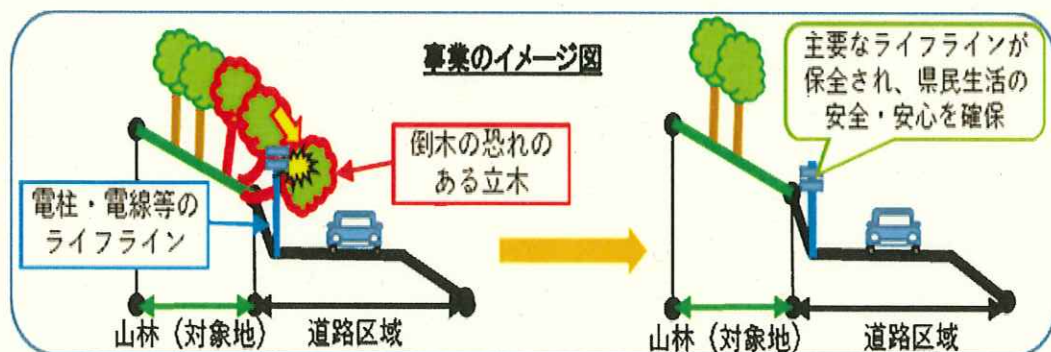 事業のイメージ図
主要なライフラインが
保全され、県民生活の
安全・安心を確保
倒木の恐れの
ある立木
電柱・電線等の
ライフライン
山林（対象地）
道路区域
山林（対象地）
道路区域